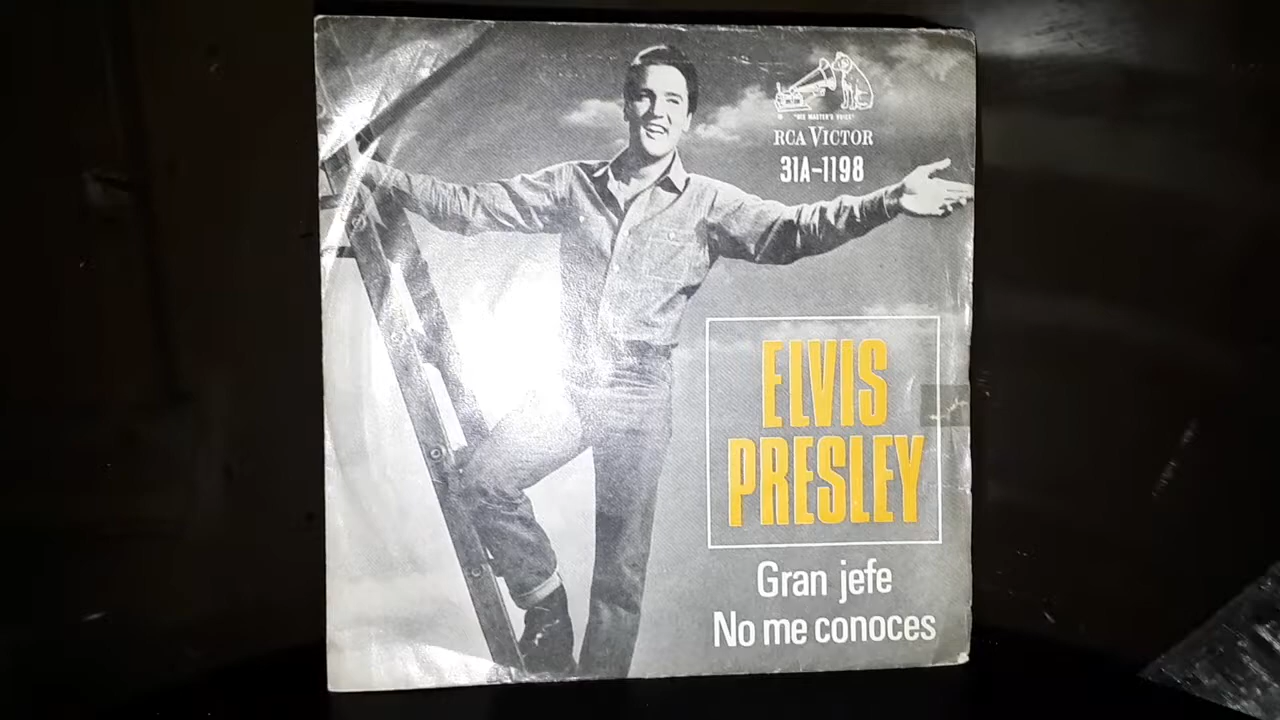 "HIS MASTER'S VOICE"
RCA VICTOR
31A-1198
ELVIS
PRESLEY
Gran jefe
No me conoces